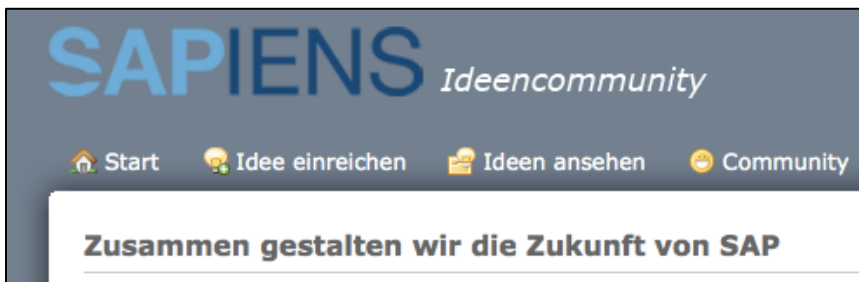 SAPIENS Ideencommunity
Start Idee einreichen Ideen ansehen Community
Zusammen gestalten wir die Zukunft von SAP